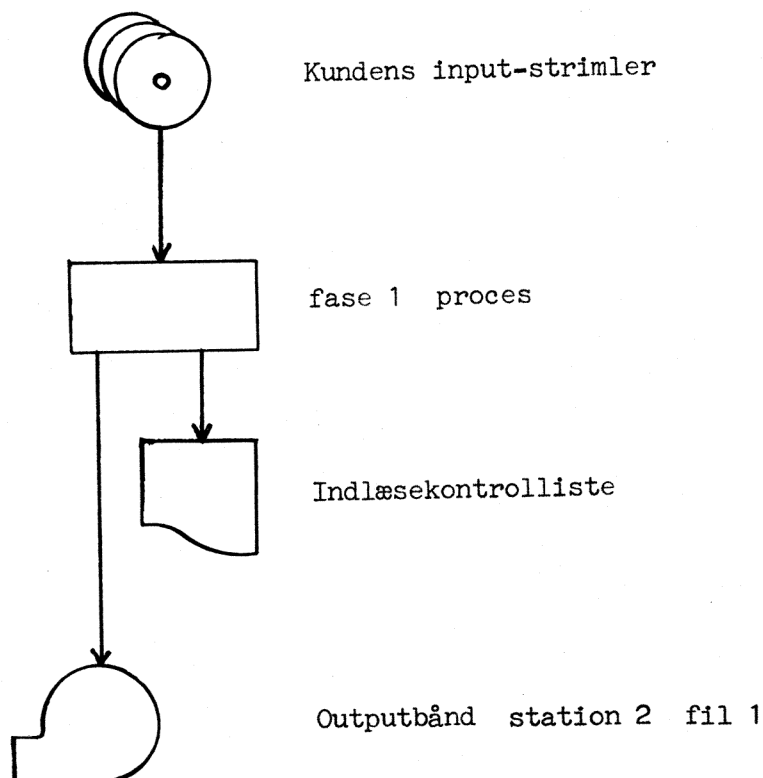 Kundens input-strimler
fase 1 proces
Indlæsekontrolliste
Outputbånd station 2 fil 1